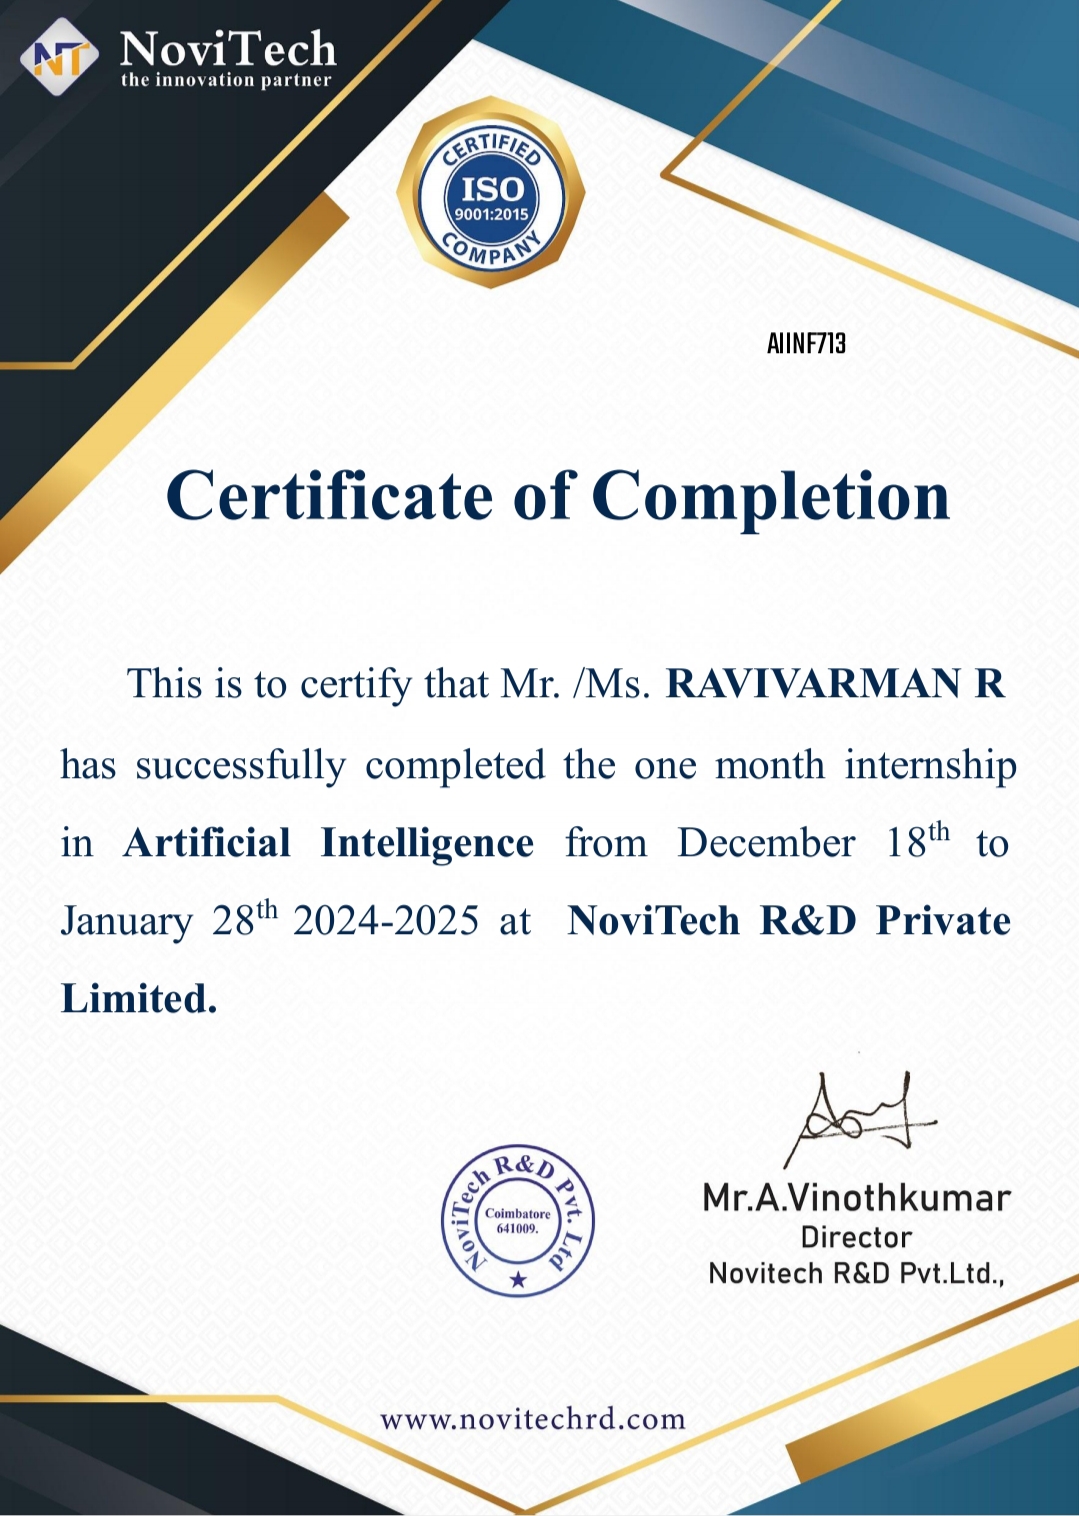 NT NoviTech
the innovation partner
CERTIFIED
ISO
9001:2015
COMPANY
AIINF713
Certificate of Completion
This is to certify that Mr. /Ms. RAVIVARMAN R
has successfully completed the one month internship
in Artificial Intelligence from December 18th to
January 28th 2024-2025 at NoviTech R&D Private
Limited.
NoviTech R&D Pvt. Ltd
Coimbatore
641009.
Mr.A.Vinothkumar
Director
Novitech R&D Pvt.Ltd.,
www.novitechrd.com